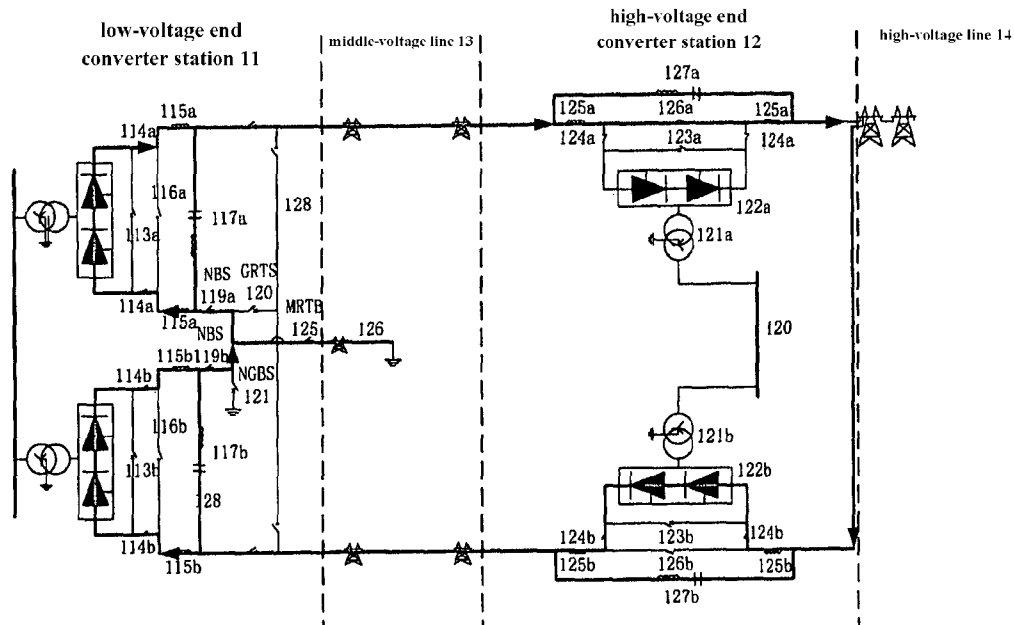 low-voltage end
converter station 11
middle-voltage line 13
high-voltage end
converter station 12
high-voltage line 14
127a
115a
125a
126a
125a
114a
124a
123a
124a
116a
117a
128
122a
113a
121a
NBS
GRTS
114a
115a
119a
120
MRTB
NBS
125
126
120
115b
119b
114b
NGBS
121
116b
117b
121b
113b
128
122b
114b
115b
124b
123b
124b
125b
126b
125b
127b